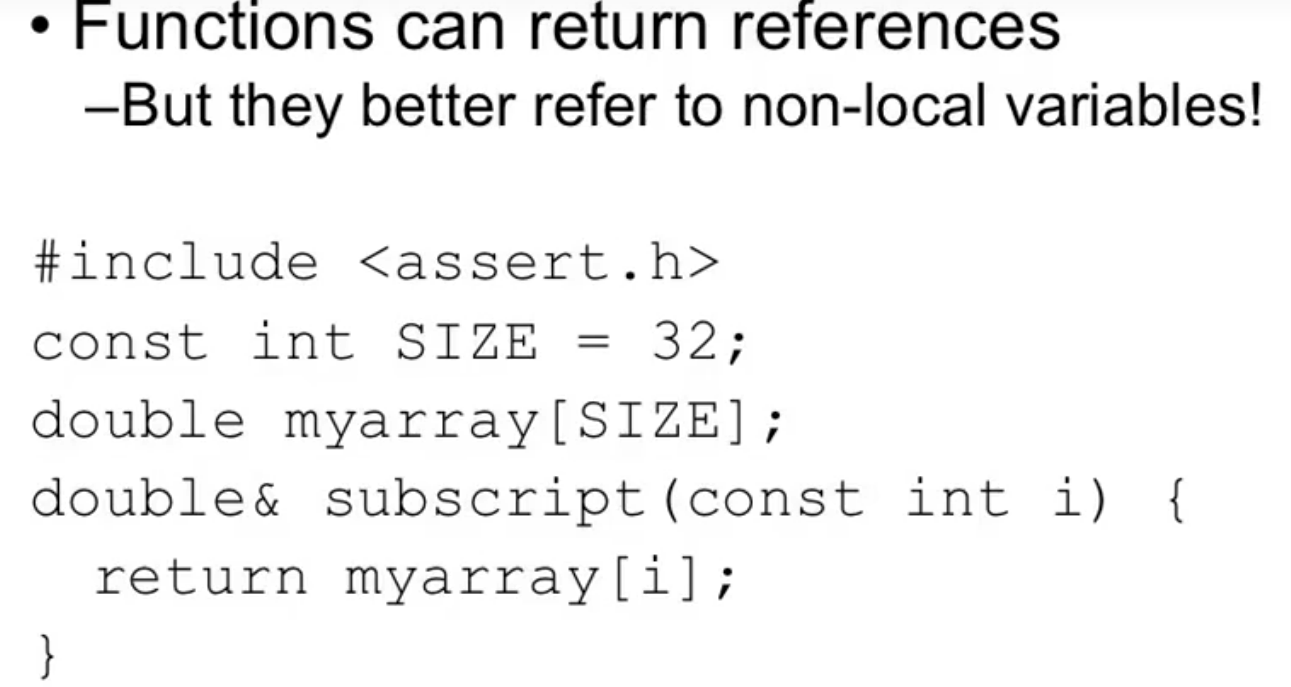 • Functions can return references
–But they better refer to non-local variables!
#include <assert.h>
const int SIZE = 32;
double myarray[SIZE];
double& subscript(const int i) {
  return myarray[i];
}